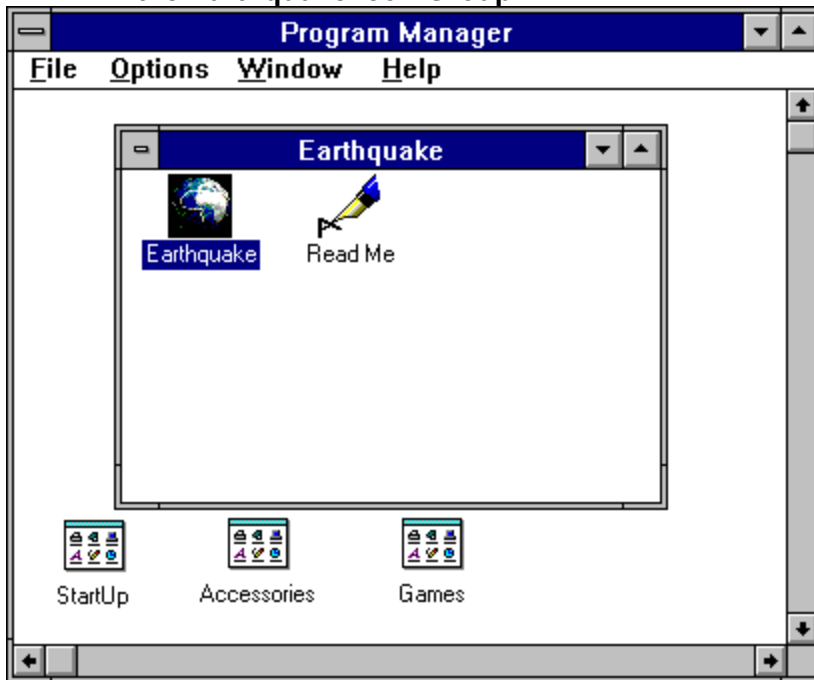 Program Manager
File Options Window Help
Earthquake
Earthquake Read Me
StartUp Accessories Games